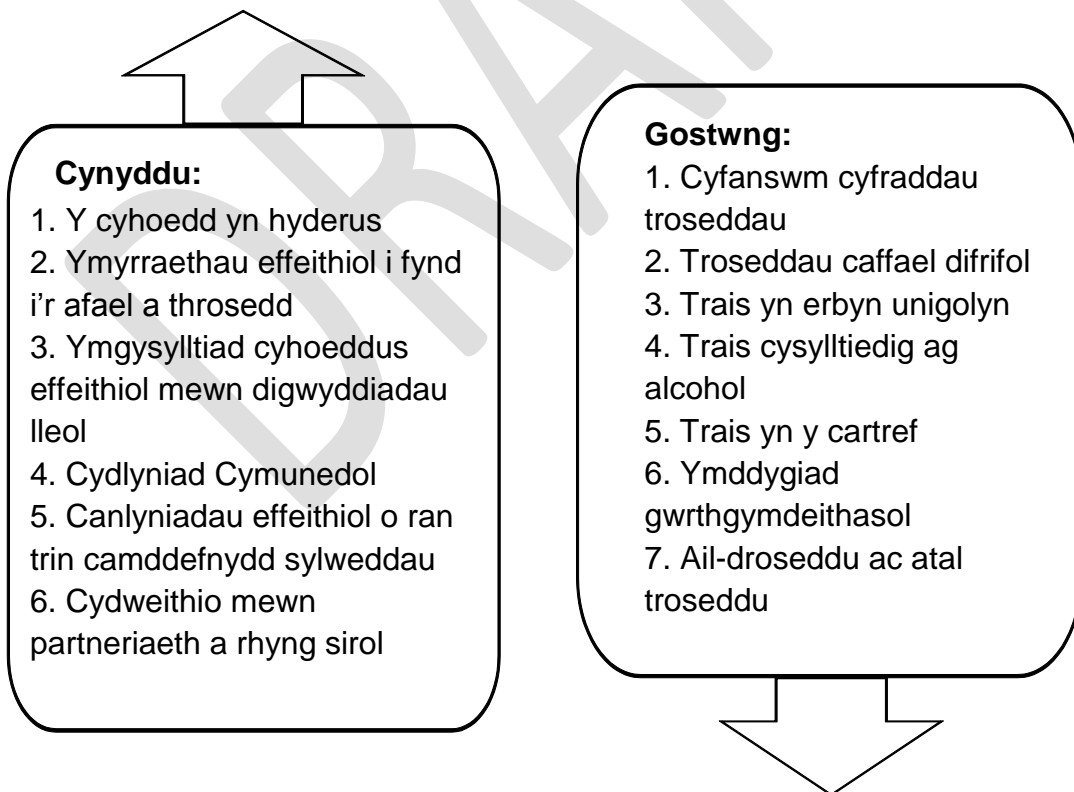 Cynyddu:
1. Y cyhoedd yn hyderus
2. Ymyrraethau effeithiol i fynd
i'r afael a throsedd
3. Ymgysylltiad cyhoeddus
effeithiol mewn digwyddiadau
lleol
4. Cydlyniad Cymunedol
5. Canlyniadau effeithiol o ran
trin camddefnydd sylweddau
6. Cydweithio mewn
partneriaeth a rhyng sirol
Gostwng:
1. Cyfanswm cyfraddau
troseddau
2. Troseddau caffael difrifol
3. Trais yn erbyn unigolyn
4. Trais cysylltiedig ag
alcohol
5. Trais yn y cartref
6. Ymddygiad
gwrthgymdeithasol
7. Ail-droseddu ac atal
troseddu